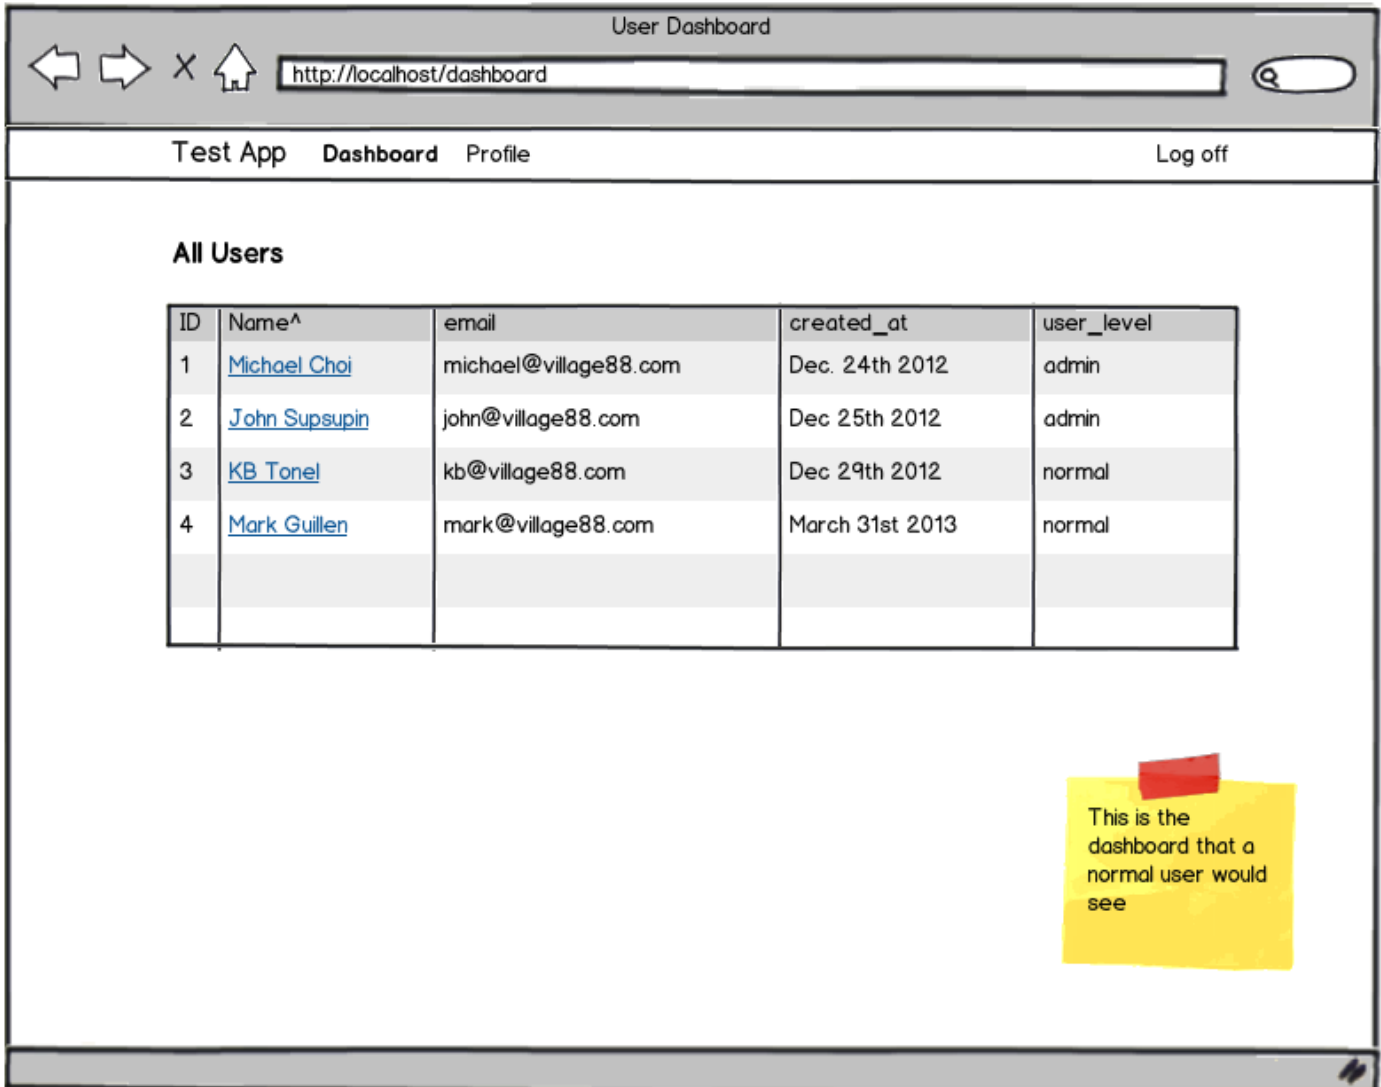 User Dashboard
http://localhost/dashboard
Test App Dashboard Profile Log off
All Users
ID Name^ email created_at user_level
1 Michael Choi michael@village88.com Dec. 24th 2012 admin
2 John Supsupin john@village88.com Dec 25th 2012 admin
3 KB Tonel kb@village88.com Dec 29th 2012 normal
4 Mark Guillen mark@village88.com March 31st 2013 normal
This is the
dashboard that a
normal user would
see